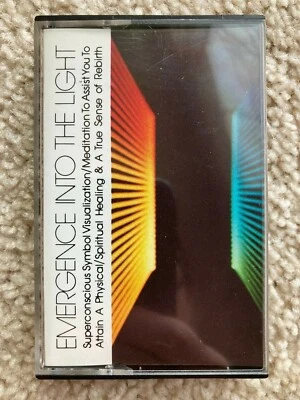 EMERGENCE INTO THE LIGHT
Superconscious Symbol Visualization/Meditation To Assist You To
Attain A Physical/Spiritual Healing & A True Sense of Rebirth